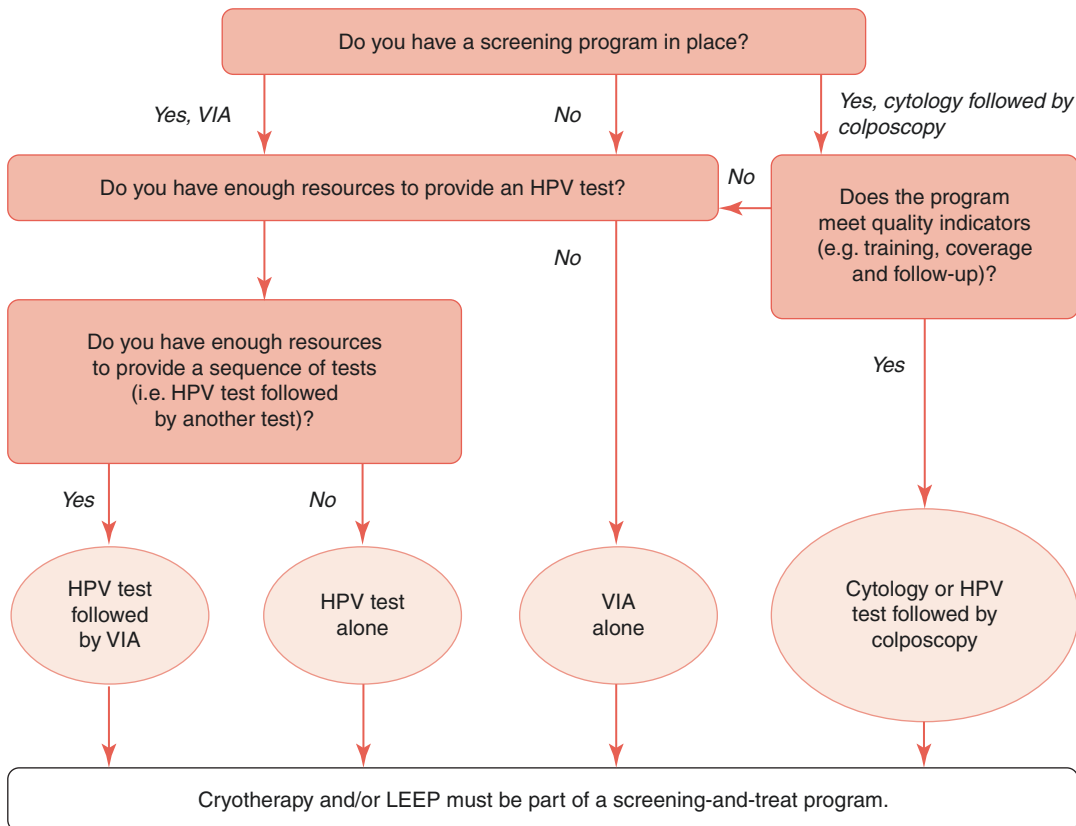 Do you have a screening program in place?
Yes, VIA
No
Yes, cytology followed by
colposcopy
Do you have enough resources to provide an HPV test?
No
Does the program
meet quality indicators
(e.g. training, coverage
and follow-up)?
No
Do you have enough resources
to provide a sequence of tests
(i.e. HPV test followed
by another test)?
Yes
Yes
No
HPV test
followed
by VIA
HPV test
alone
VIA
alone
Cytology or HPV
test followed by
colposcopy
Cryotherapy and/or LEEP must be part of a screening-and-treat program.